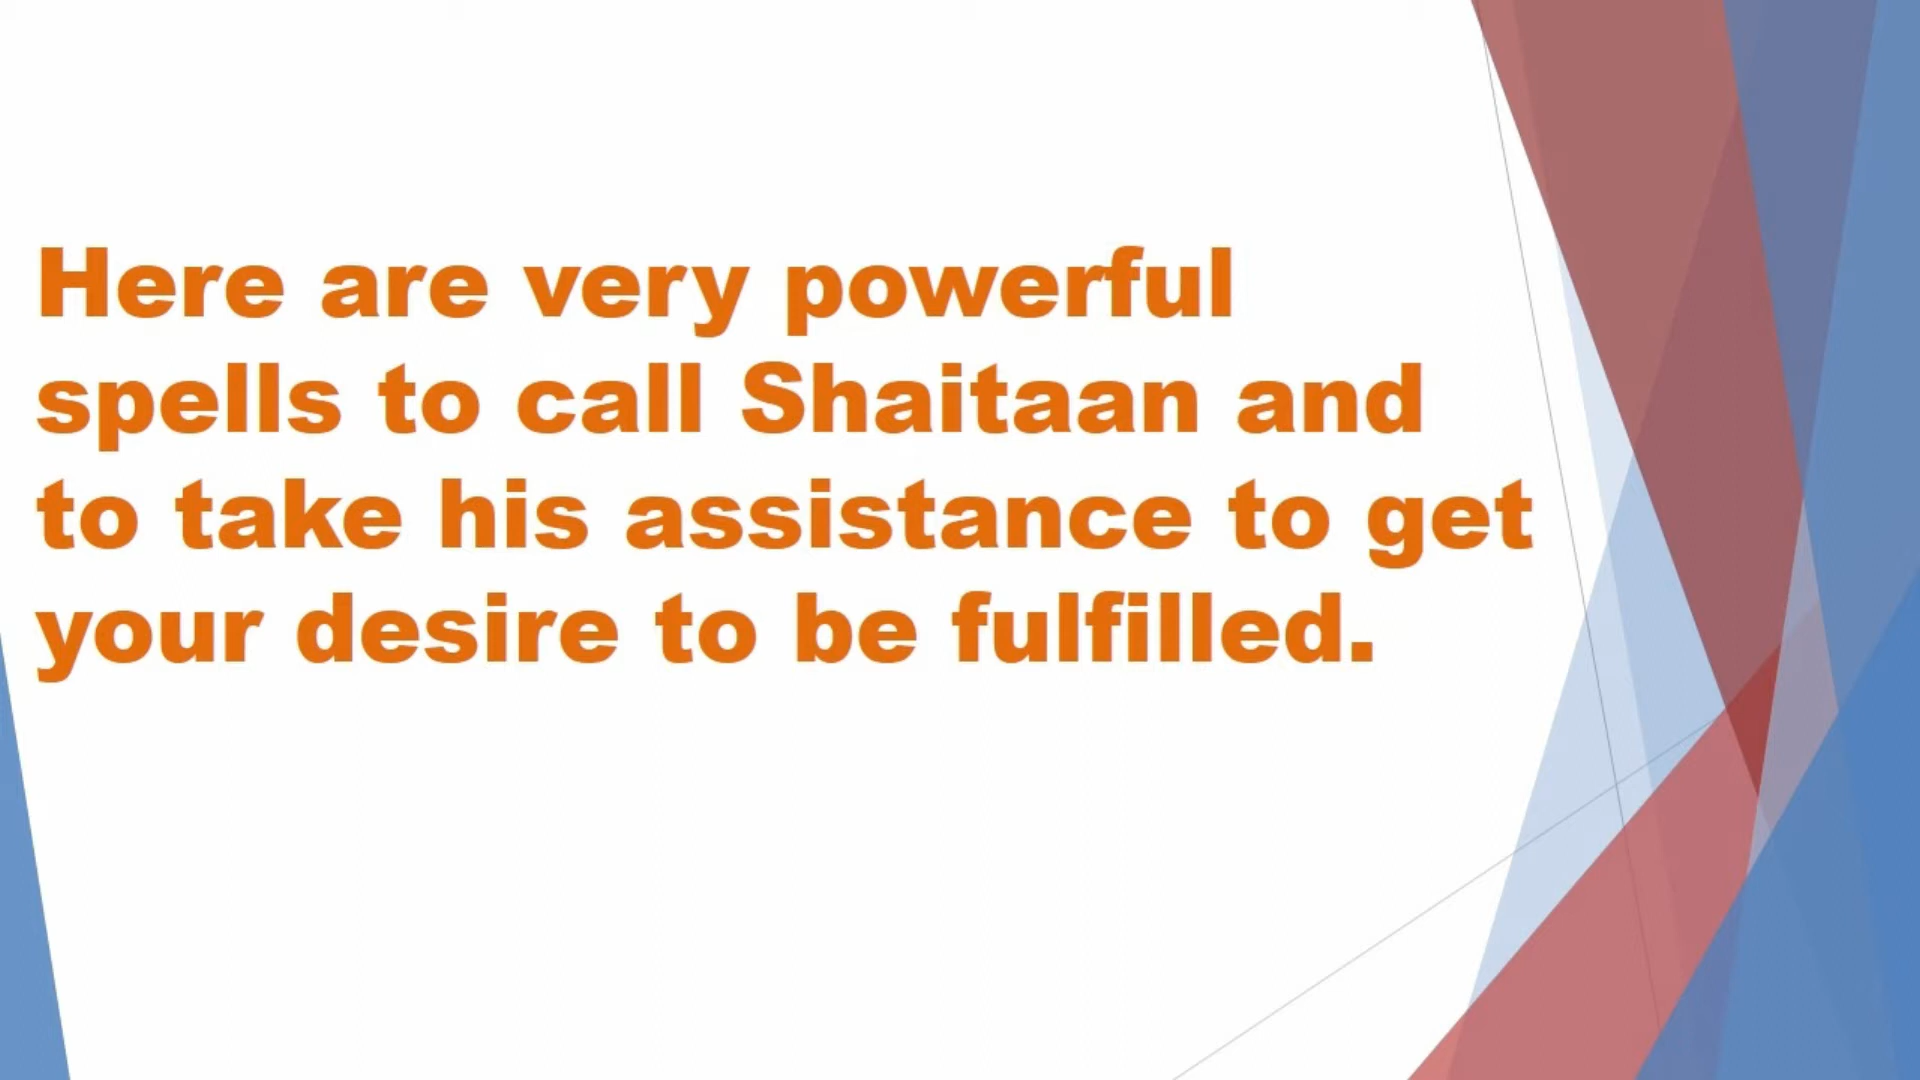 Here are very powerful
spells to call Shaitaan and
to take his assistance to get
your desire to be fulfilled.